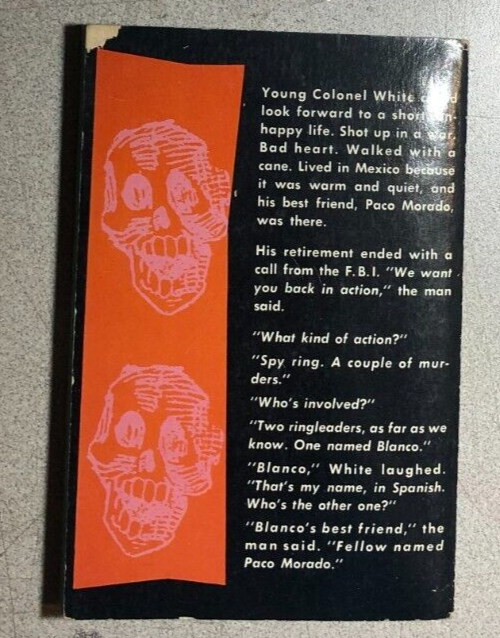 Young Colonel White
look forward to a short
happy life. Shot up in a war.
Bad heart. Walked with a
cane. Lived in Mexico because
it was warm and quiet, and
his best friend, Paco Morado,
was there.
His retirement ended with a
call from the F.B.I. "We want
you back in action," the man
said.
"What kind of action?"
"Spy ring. A couple of mur-
ders."
"Who's involved?"
"Two ringleaders, as far as we
know. One named Blanco."
"Blanco," White laughed.
"That's my name, in Spanish.
Who's the other one?"
"Blanco's best friend," the
man said. "Fellow named
Paco Morado."